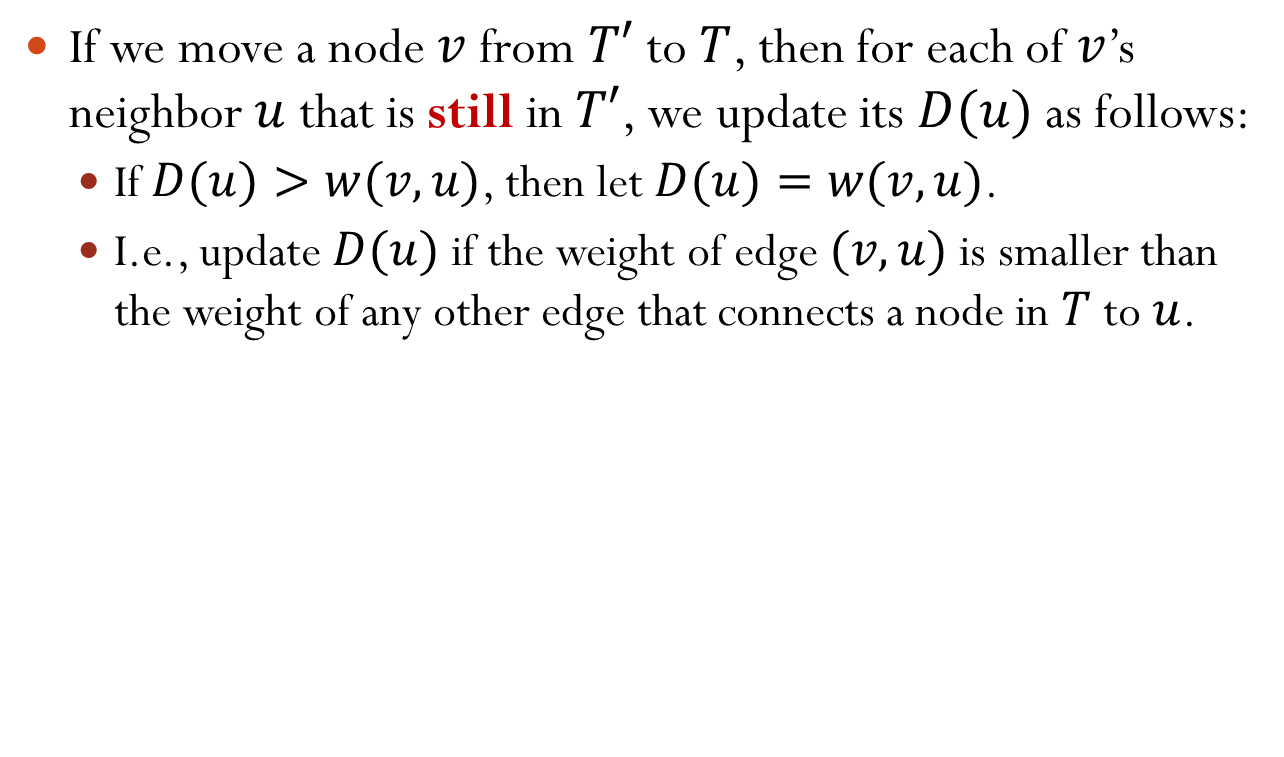 • If we move a node 𝑣 from 𝑇′ to 𝑇, then for each of 𝑣’s
neighbor 𝑢 that is still in 𝑇′, we update its 𝐷(𝑢) as follows:
• If 𝐷(𝑢) > 𝑤(𝑣, 𝑢), then let 𝐷(𝑢) = 𝑤(𝑣, 𝑢).
• I.e., update 𝐷(𝑢) if the weight of edge (𝑣, 𝑢) is smaller than
the weight of any other edge that connects a node in 𝑇 to 𝑢.